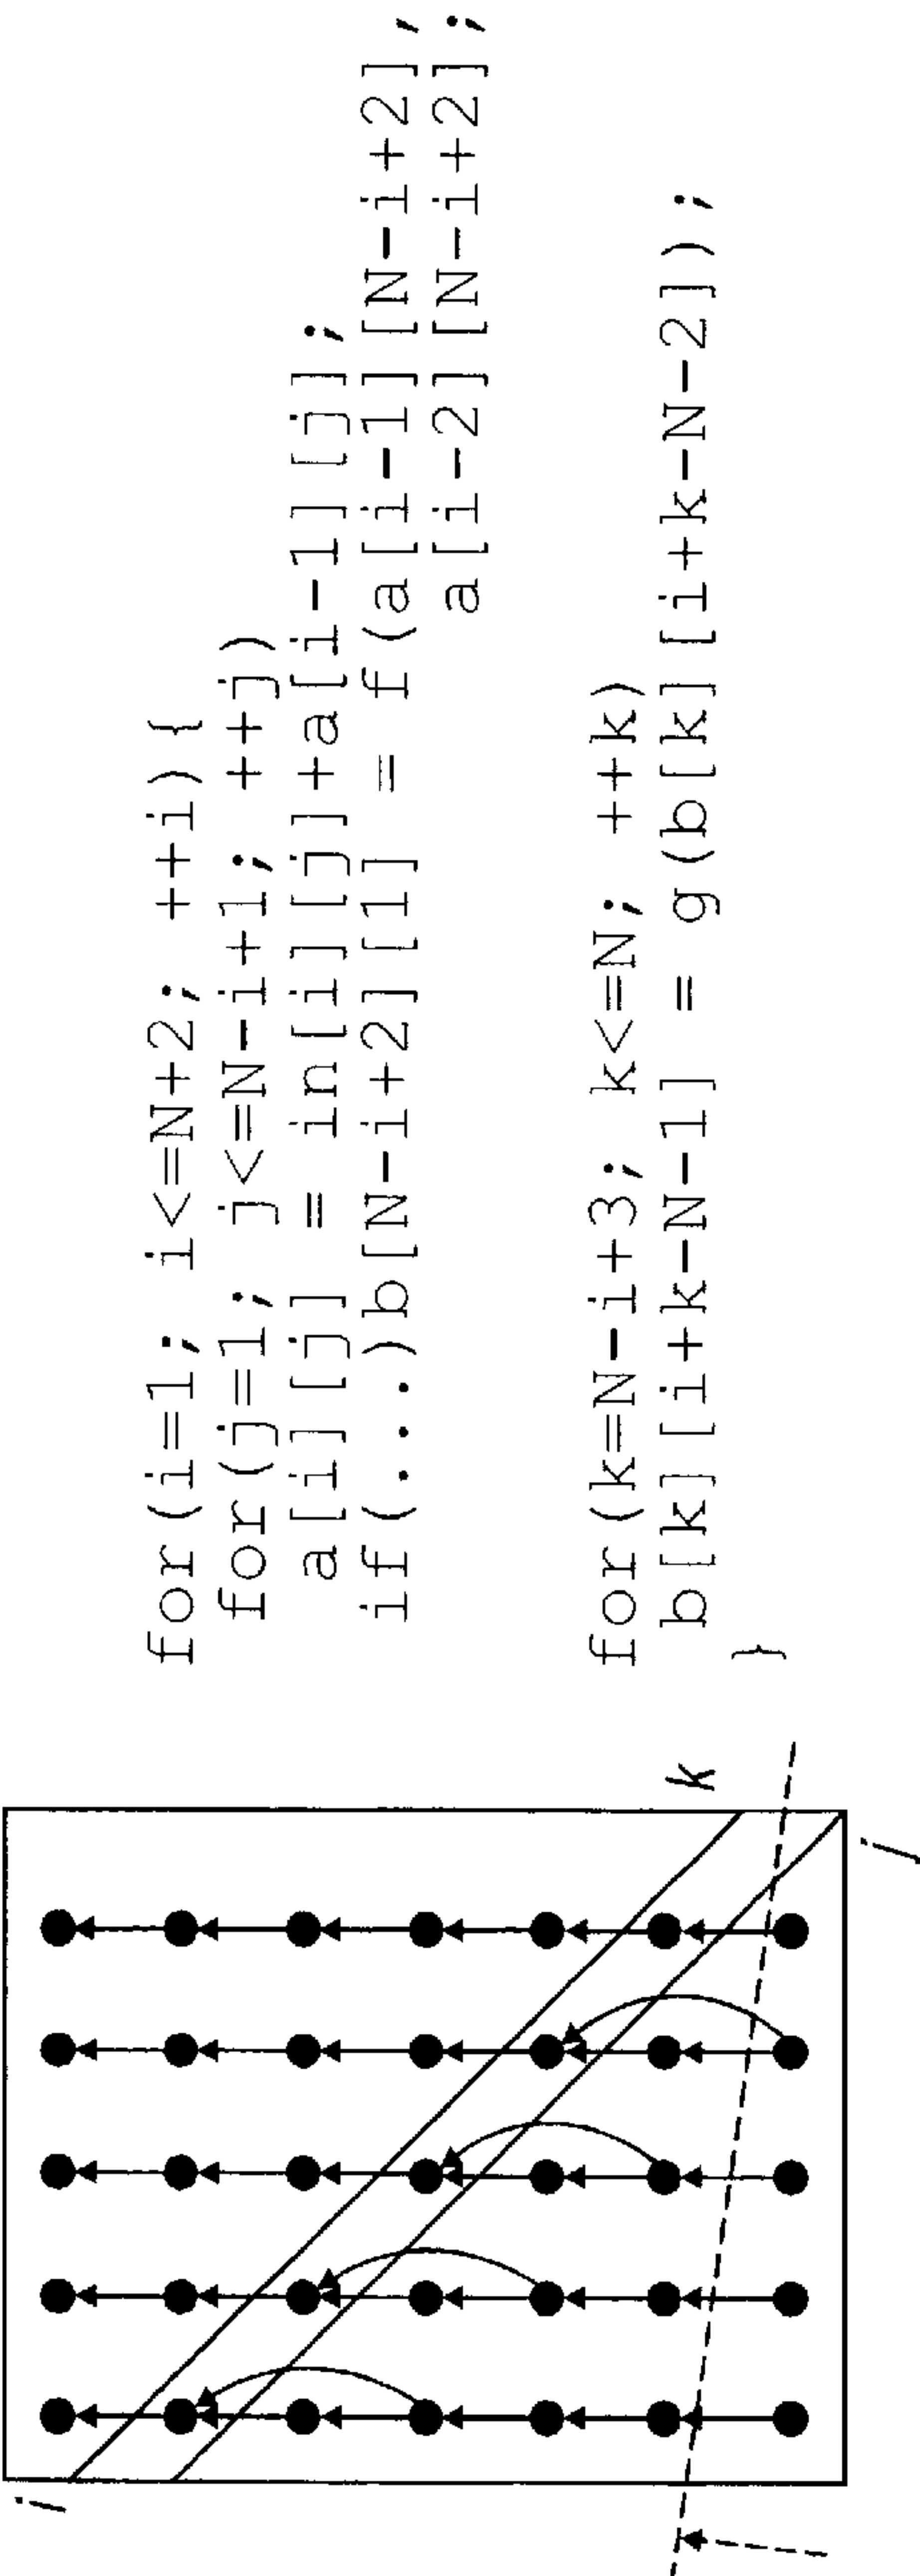 for(i=1; i<=N+2; ++i){
for(j=1; j<=N-i+1; ++j)
a[i][j] = in[i][j]+a[i-1][j];
if(...)b[N-i+2][1] = f(a[i-1][N-i+2],
a[i-2][N-i+2];
for(k=N-i+3; k<=N; ++k)
b[k][i+k-N-1] = g(b[k][i+k-N-2]);
}
i
k
j